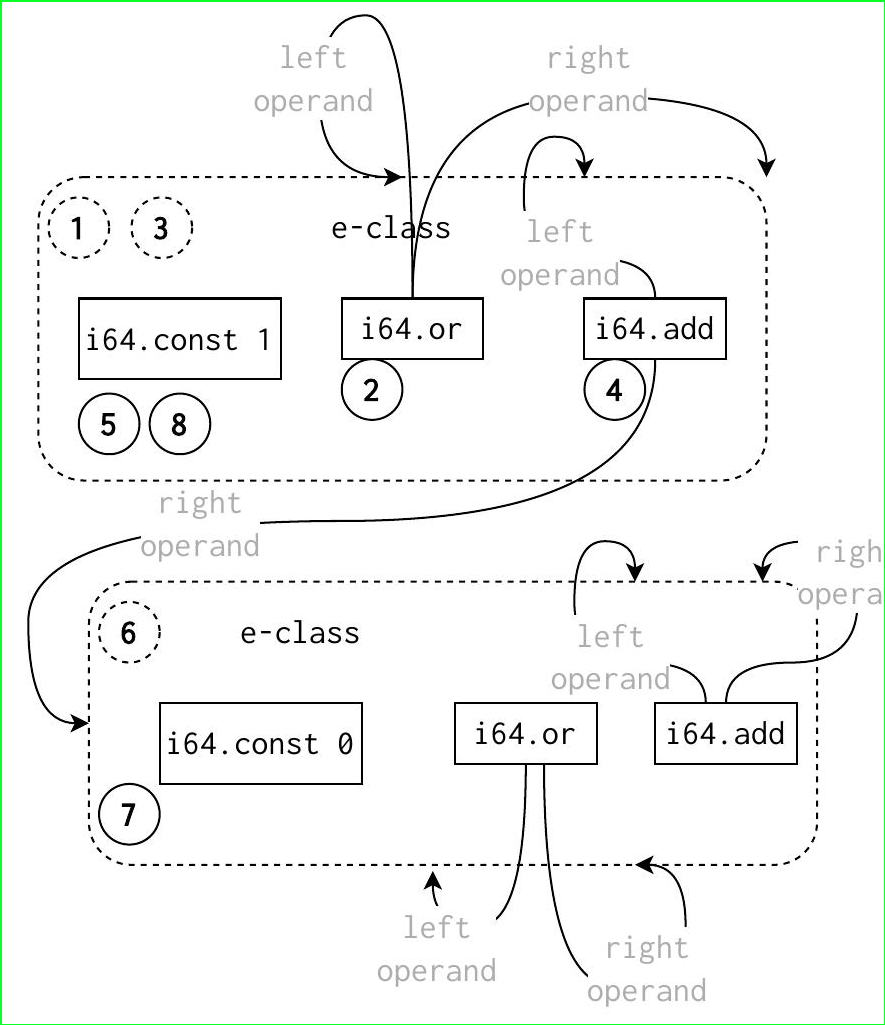 left
operand
right
operand
1
3
e-class
left
operand
i64.const 1
i64.or
i64.add
5
8
2
4
right
operand
righ
opera
6
e-class
left
operand
i64.const 0
i64.or
i64.add
7
left
operand
right
operand